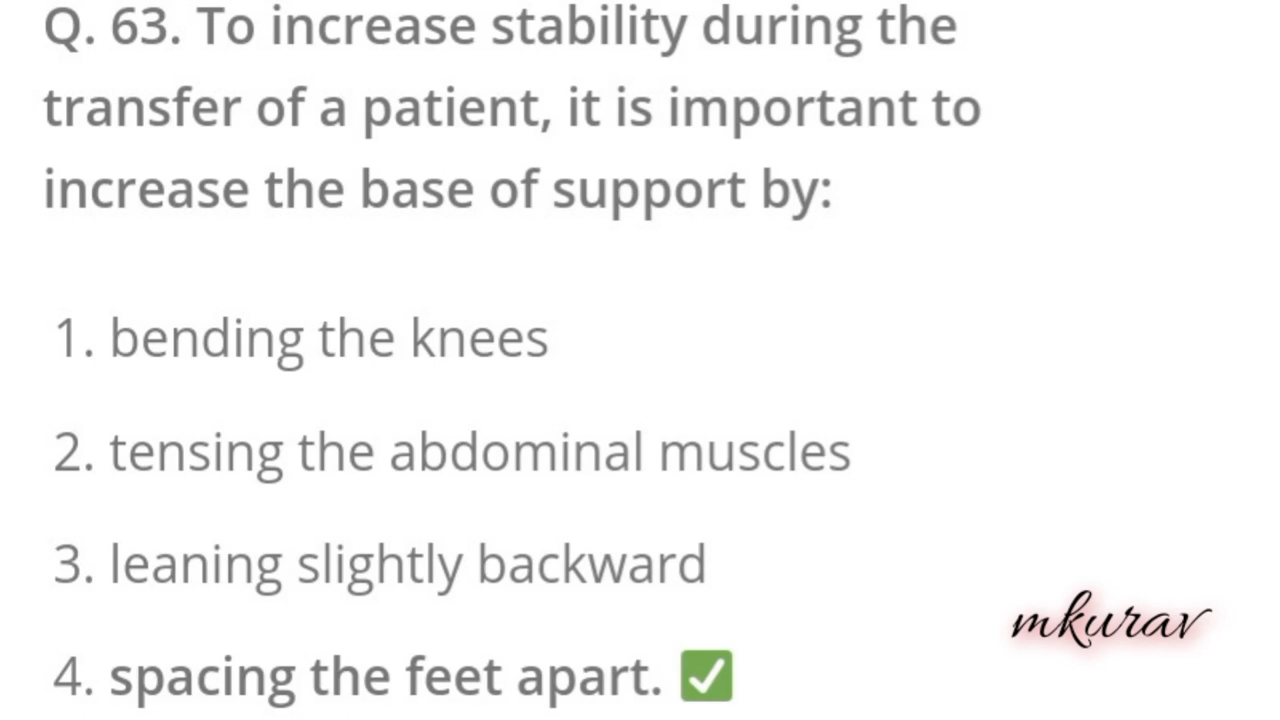 Q. 63. To increase stability during the
transfer of a patient, it is important to
increase the base of support by:
1. bending the knees
2. tensing the abdominal muscles
3. leaning slightly backward
mkurav
4. spacing the feet apart. ✅